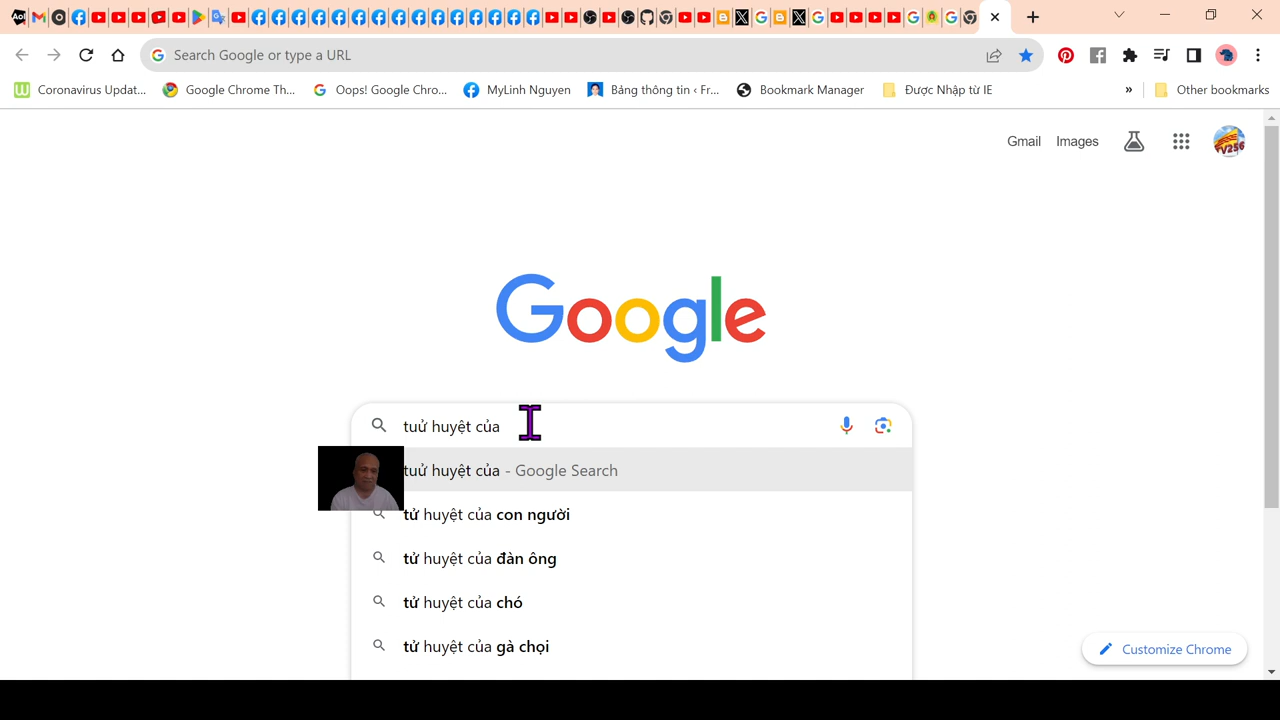 Aol
Search Google or type a URL
Coronavirus Updat... Google Chrome Th... Oops! Google Chro... MyLinh Nguyen Bảng thông tin ‹ Fr... Bookmark Manager Được Nhập từ IE » Other bookmarks
Gmail Images
TV256
Google
tuử huyệt của
tuử huyệt của - Google Search
tử huyệt của con người
tử huyệt của đàn ông
tử huyệt của chó
tử huyệt của gà chọi
Customize Chrome